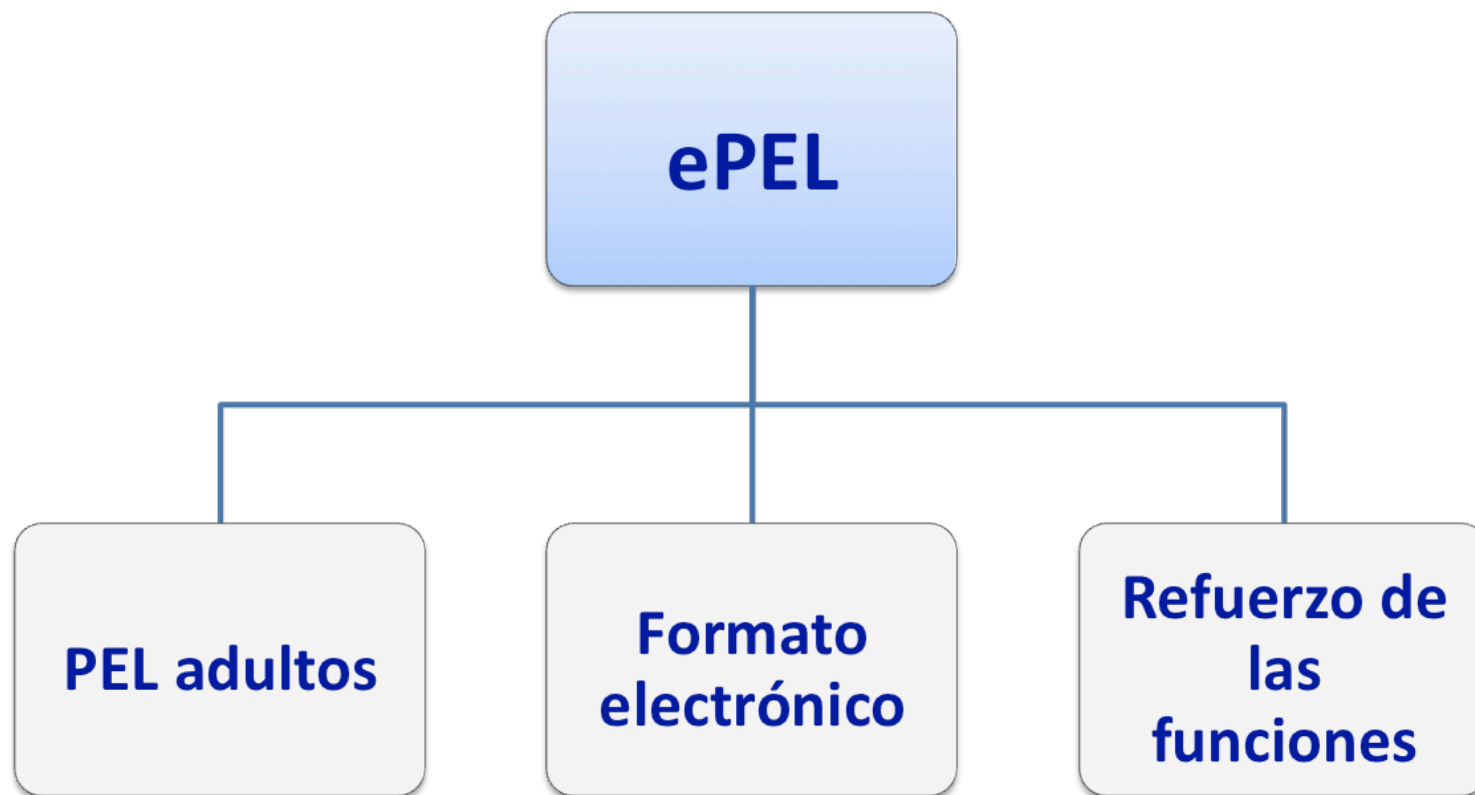 ePEL
PEL adultos
Formato
electrónico
Refuerzo de
las
funciones